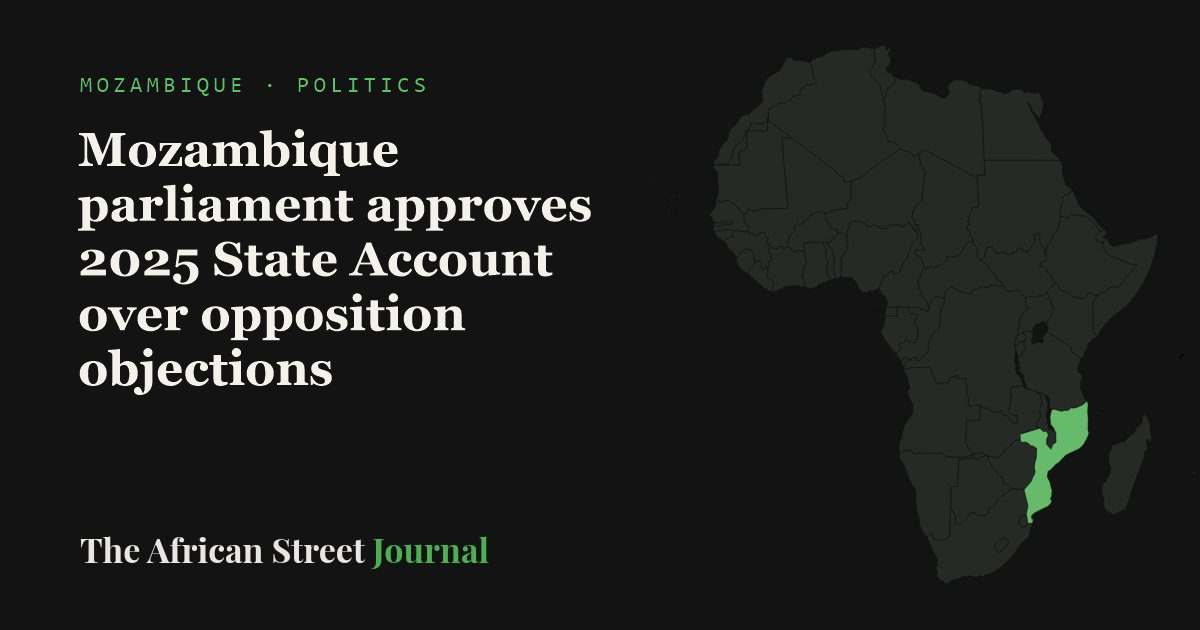 MOZAMBIQUE · POLITICS
Mozambique
parliament approves
2025 State Account
over opposition
objections
The African Street Journal